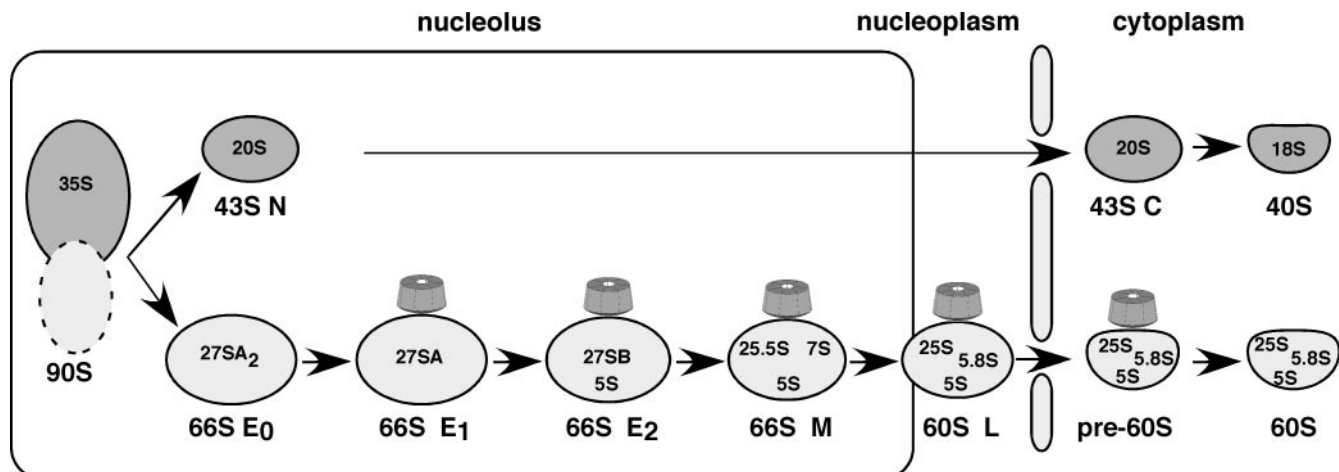 nucleolus nucleoplasm cytoplasm
35S 20S 20S 18S
43S N 43S C 40S
90S
27SA2 27SA 27SB 5S 25.5S 7S 5S 25S 5.8S 5S 25S 5.8S 5S 25S 5.8S 5S
66S E0 66S E1 66S E2 66S M 60S L pre-60S 60S